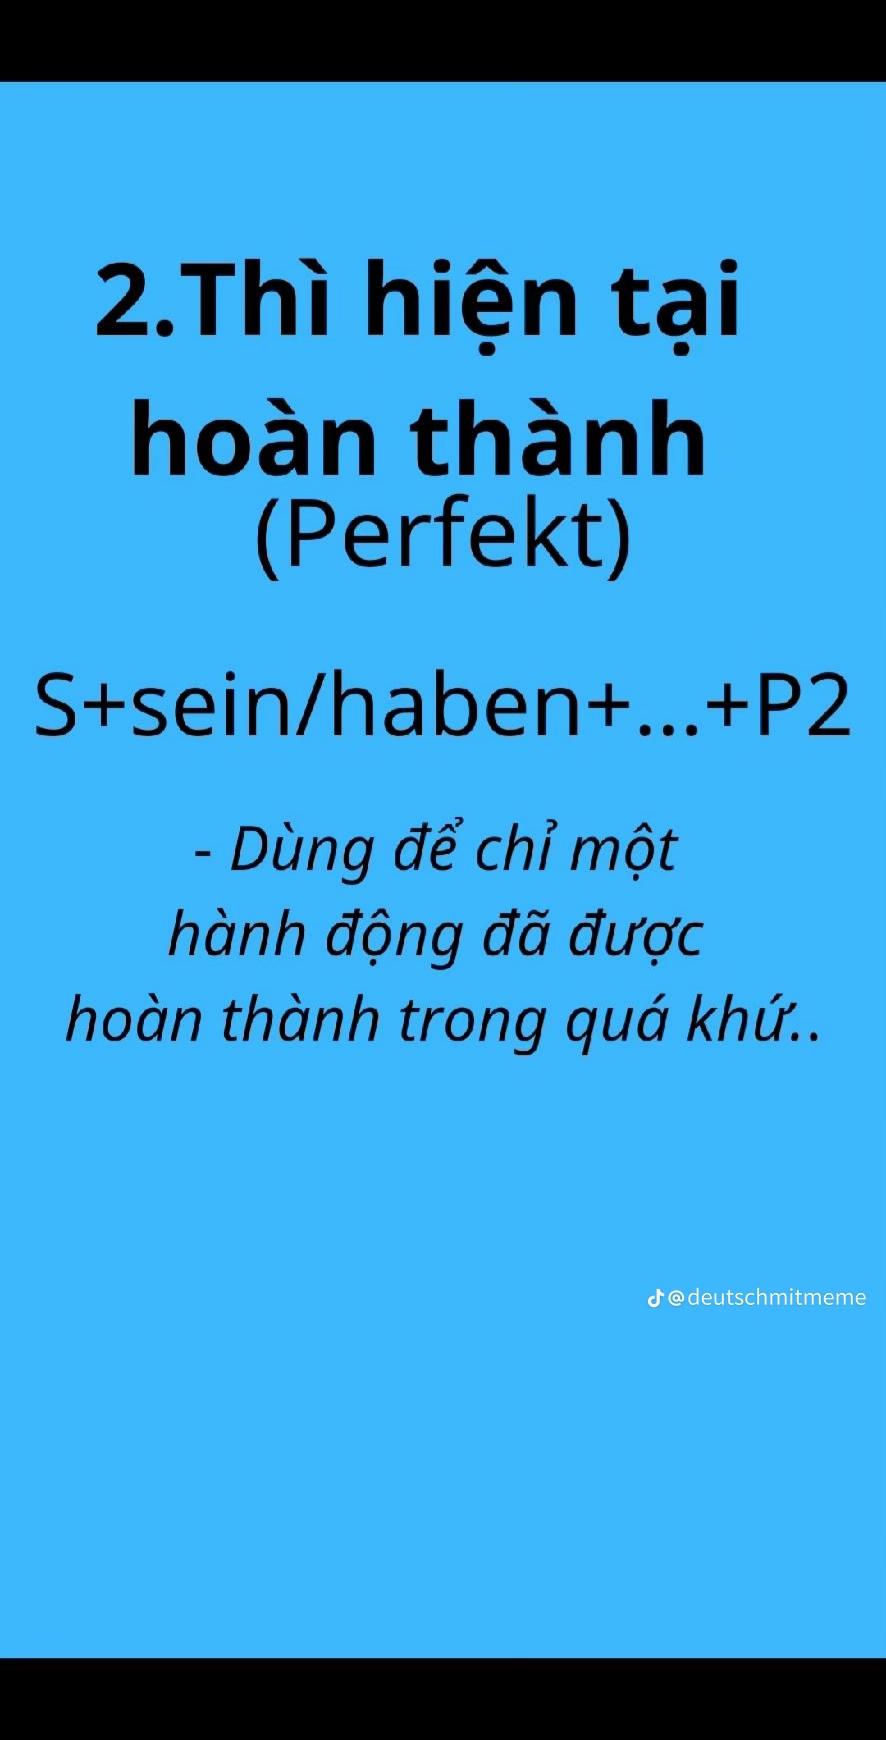 2.Thì hiện tại
hoàn thành
(Perfekt)
S+sein/haben+...+P2
- Dùng để chỉ một
hành động đã được
hoàn thành trong quá khứ..
@deutschmitmeme